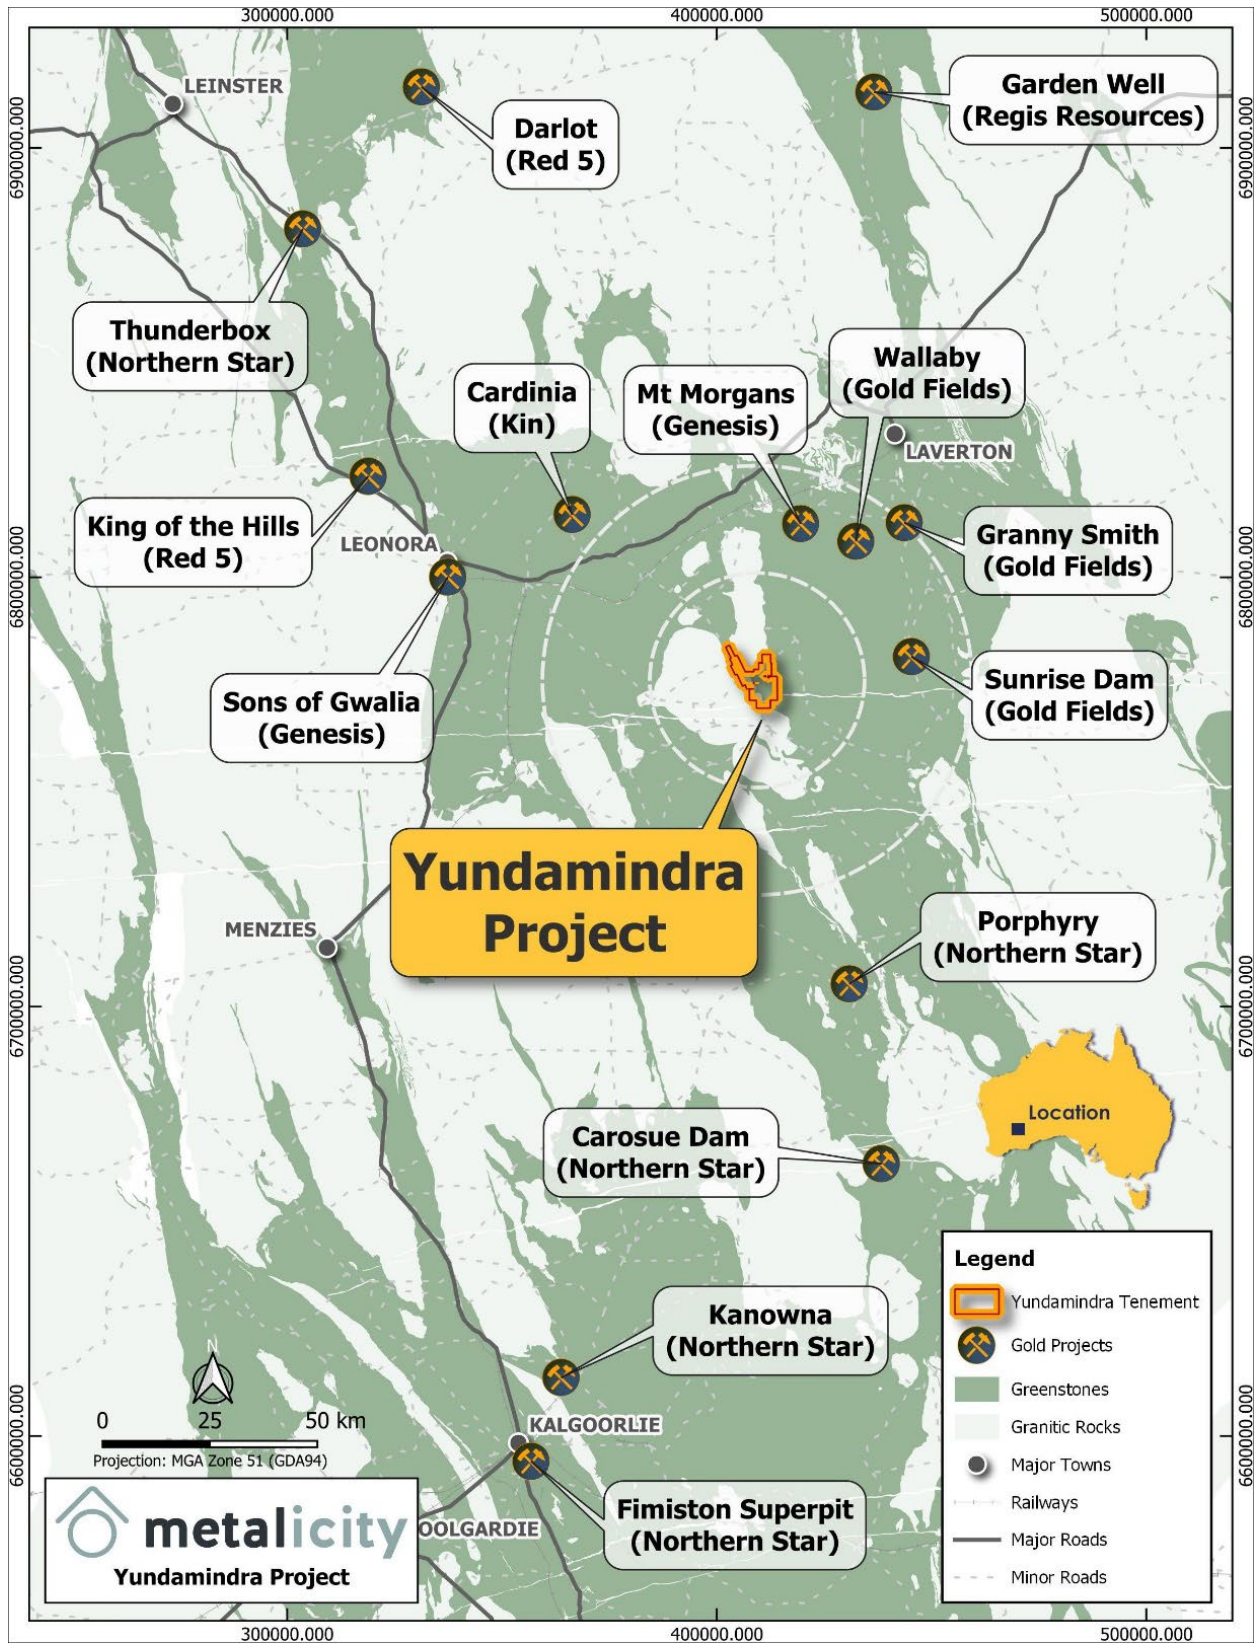 300000.000
400000.000
500000.000
6900000.000
6900000.000
LEINSTER
Darlot
(Red 5)
Garden Well
(Regis Resources)
Thunderbox
(Northern Star)
Cardinia
(Kin)
Mt Morgans
(Genesis)
Wallaby
(Gold Fields)
LAVERTON
King of the Hills
(Red 5)
LEONORA
Granny Smith
(Gold Fields)
6800000.000
6800000.000
Sons of Gwalia
(Genesis)
Sunrise Dam
(Gold Fields)
Yundamindra
Project
MENZIES
Porphyry
(Northern Star)
6700000.000
6700000.000
Location
Carosue Dam
(Northern Star)
Kanowna
(Northern Star)
KALGOORLIE
Fimiston Superpit
(Northern Star)
OOLGARDIE
6600000.000
6600000.000
0 25 50 km
Projection: MGA Zone 51 (GDA94)
metalicity
Yundamindra Project
Legend
Yundamindra Tenement
Gold Projects
Greenstones
Granitic Rocks
Major Towns
Railways
Major Roads
Minor Roads
300000.000
400000.000
500000.000